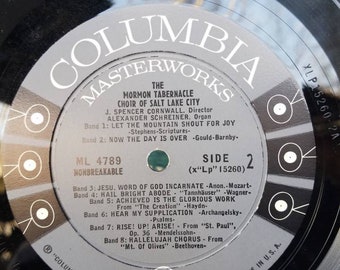 COLUMBIA
MASTERWORKS
THE
MORMON TABERNACLE
CHOIR OF SALT LAKE CITY
J. SPENCER CORNWALL, Director
ALEXANDER SCHREINER, Organ
Band 1: LET THE MOUNTAIN SHOUT FOR JOY
-Stephens-Scriptures-
Band 2: NOW THE DAY IS OVER -Gould-Barnby-
ML 4789
NONBREAKABLE
SIDE 2
(x"Lp" 15260)
Band 3: JESU, WORD OF GOD INCARNATE -Anon.-Mozart-
Band 4: HAIL BRIGHT ABODE - "Tannhäuser" -Wagner-
Band 5: ACHIEVED IS THE GLORIOUS WORK
From "The Creation" -Haydn-
Band 6: HEAR MY SUPPLICATION -Archangelsky-
-Psalms-
Band 7: RISE! UP! ARISE! -From "St. Paul",
Op. 36 -Mendelssohn-
Band 8: HALLELUJAH CHORUS - From
"Mt. Of Olives" -Beethoven-
IN U.S.A.